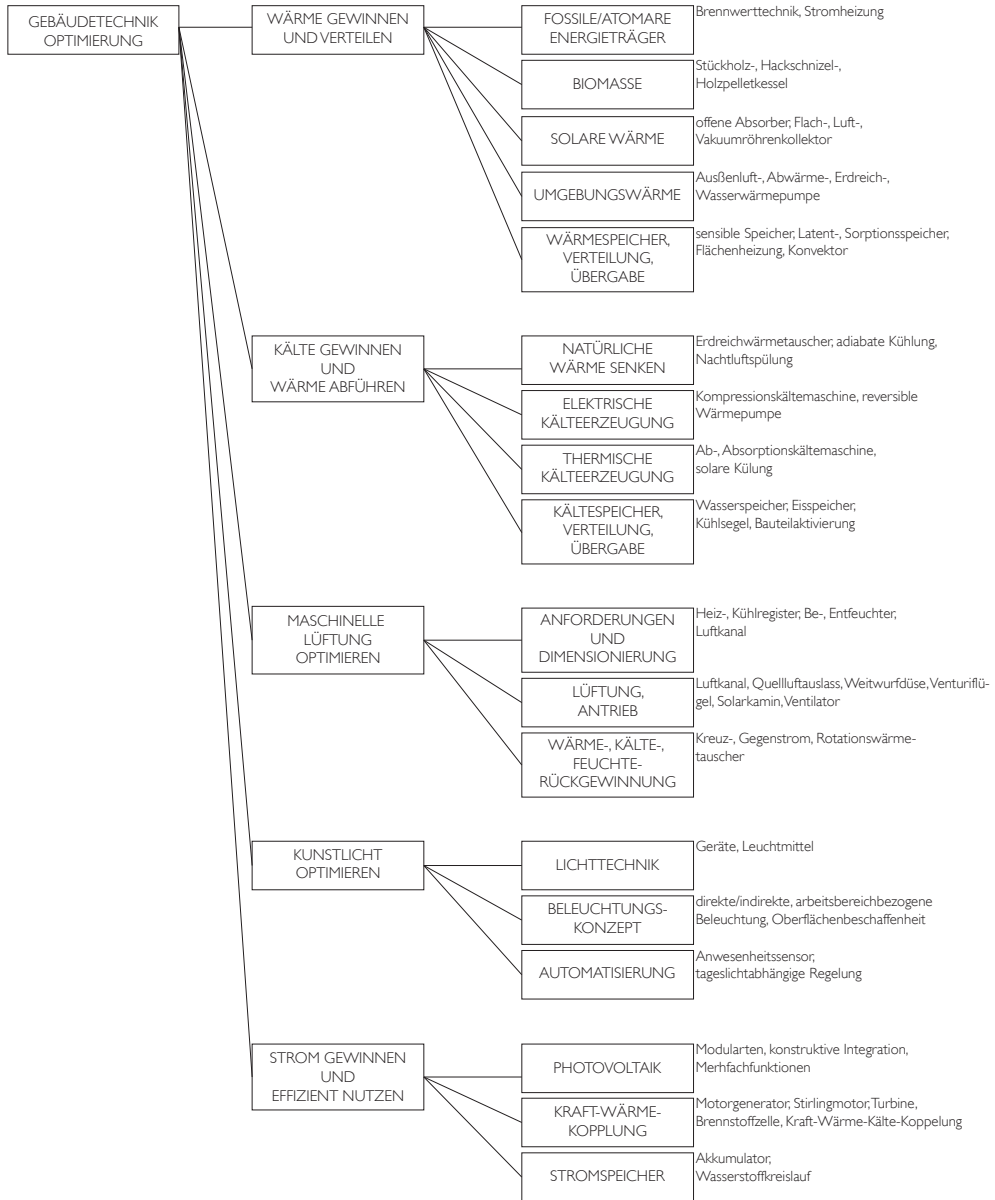 GEBÄUDETECHNIK
OPTIMIERUNG
WÄRME GEWINNEN
UND VERTEILEN
FOSSILE/ATOMARE
ENERGIETRÄGER
Brennwerttechnik, Stromheizung
BIOMASSE
Stückholz-, Hackschnizel-,
Holzpelletkessel
SOLARE WÄRME
offene Absorber, Flach-, Luft-,
Vakuumröhrenkollektor
UMGEBUNGSWÄRME
Ausßenluft-, Abwärme-, Erdreich-,
Wasserwärmepumpe
WÄRMESPEICHER,
VERTEILUNG,
ÜBERGABE
sensible Speicher, Latent-, Sorptionsspeicher,
Flächenheizung, Konvektor
KÄLTE GEWINNEN
UND
WÄRME ABFÜHREN
NATÜRLICHE
WÄRME SENKEN
Erdreichwärmetauscher, adiabate Kühlung,
Nachtluftspülung
ELEKTRISCHE
KÄLTEERZEUGUNG
Kompressionskältemaschine, reversible
Wärmepumpe
THERMISCHE
KÄLTEERZEUGUNG
Ab-, Absorptionskältemaschine,
solare Külung
KÄLTESPEICHER,
VERTEILUNG,
ÜBERGABE
Wasserspeicher, Eisspeicher,
Kühlsegel, Bauteilaktivierung
MASCHINELLE
LÜFTUNG
OPTIMIEREN
ANFORDERUNGEN
UND
DIMENSIONIERUNG
Heiz-, Kühlregister, Be-, Entfeuchter,
Luftkanal
LÜFTUNG,
ANTRIEB
Luftkanal, Quellluftauslass, Weitwurfdüse, Venturiflü-
gel, Solarkamin, Ventilator
WÄRME-, KÄLTE-,
FEUCHTE-
RÜCKGEWINNUNG
Kreuz-, Gegenstrom, Rotationswärme-
tauscher
KUNSTLICHT
OPTIMIEREN
LICHTTECHNIK
Geräte, Leuchtmittel
BELEUCHTUNGS-
KONZEPT
direkte/indirekte, arbeitsbereichbezogene
Beleuchtung, Oberflächenbeschaffenheit
AUTOMATISIERUNG
Anwesenheitssensor,
tageslichtabhängige Regelung
STROM GEWINNEN
UND
EFFIZIENT NUTZEN
PHOTOVOLTAIK
Modularten, konstruktive Integration,
Merhfachfunktionen
KRAFT-WÄRME-
KOPPLUNG
Motorgenerator, Stirlingmotor, Turbine,
Brennstoffzelle, Kraft-Wärme-Kälte-Koppelung
STROMSPEICHER
Akkumulator,
Wasserstoffkreislauf